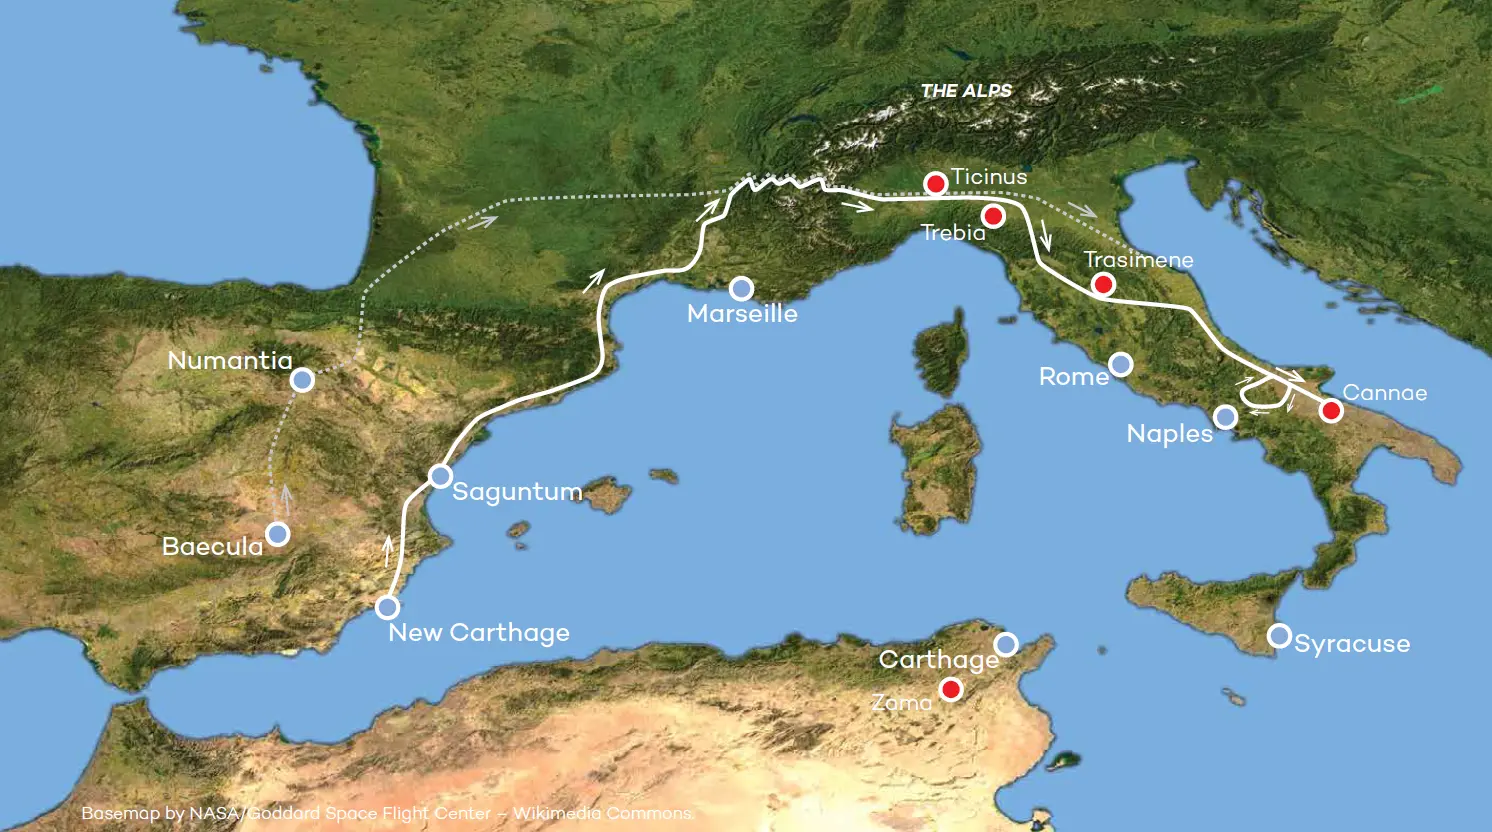 THE ALPS
Ticinus
Trebia
Trasimene
Marseille
Numantia
Rome
Cannae
Naples
Saguntum
Baecula
New Carthage
Carthage
Syracuse
Zama
Basemap by NASA/Goddard Space Flight Center – Wikimedia Commons.